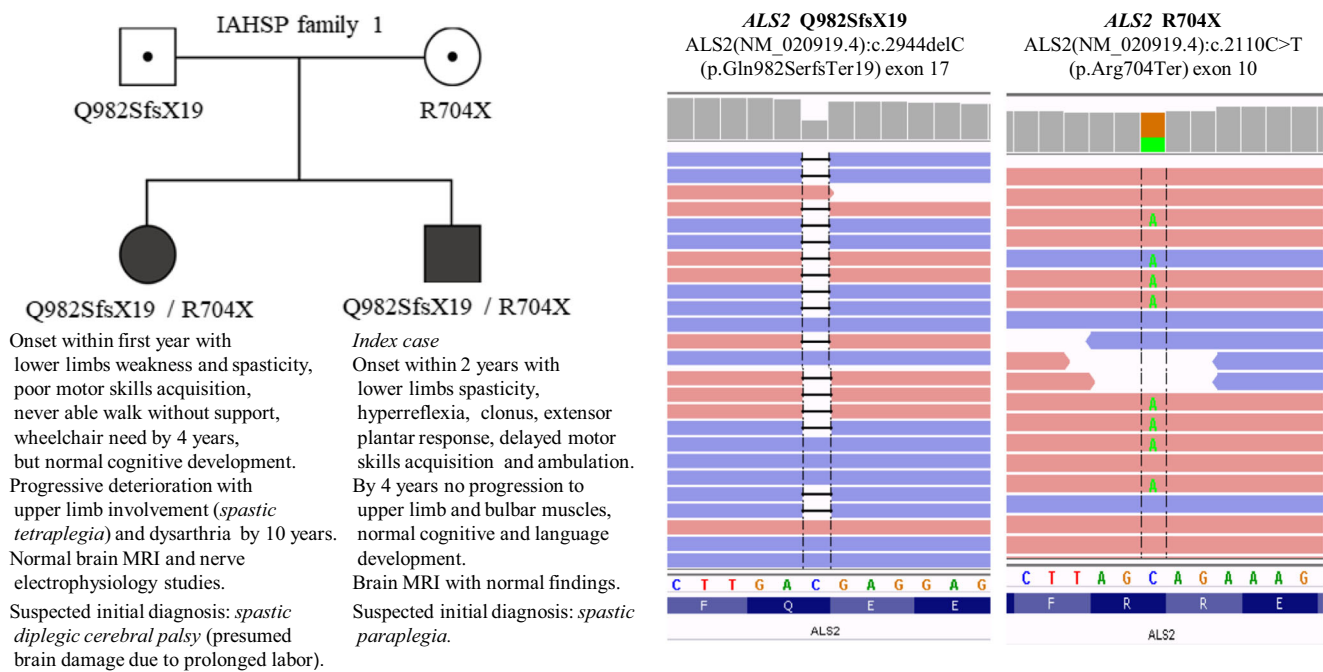 IAHSP family 1
Q982SfsX19
R704X
Q982SfsX19 / R704X
Onset within first year with
lower limbs weakness and spasticity,
poor motor skills acquisition,
never able walk without support,
wheelchair need by 4 years,
but normal cognitive development.
Progressive deterioration with
upper limb involvement (spastic
tetraplegia) and dysarthria by 10 years.
Normal brain MRI and nerve
electrophysiology studies.
Suspected initial diagnosis: spastic
diplegic cerebral palsy (presumed
brain damage due to prolonged labor).
Q982SfsX19 / R704X
Index case
Onset within 2 years with
lower limbs spasticity,
hyperreflexia, clonus, extensor
plantar response, delayed motor
skills acquisition and ambulation.
By 4 years no progression to
upper limb and bulbar muscles,
normal cognitive and language
development.
Brain MRI with normal findings.
Suspected initial diagnosis: spastic
paraplegia.
ALS2 Q982SfsX19
ALS2(NM_020919.4):c.2944delC
(p.Gln982SerfsTer19) exon 17
C T T G A C G A G G A G
F Q E E
ALS2
ALS2 R704X
ALS2(NM_020919.4):c.2110C>T
(p.Arg704Ter) exon 10
A
A
A
A
A
A
A
A
C T T A G C A G A A A G
F R R E
ALS2